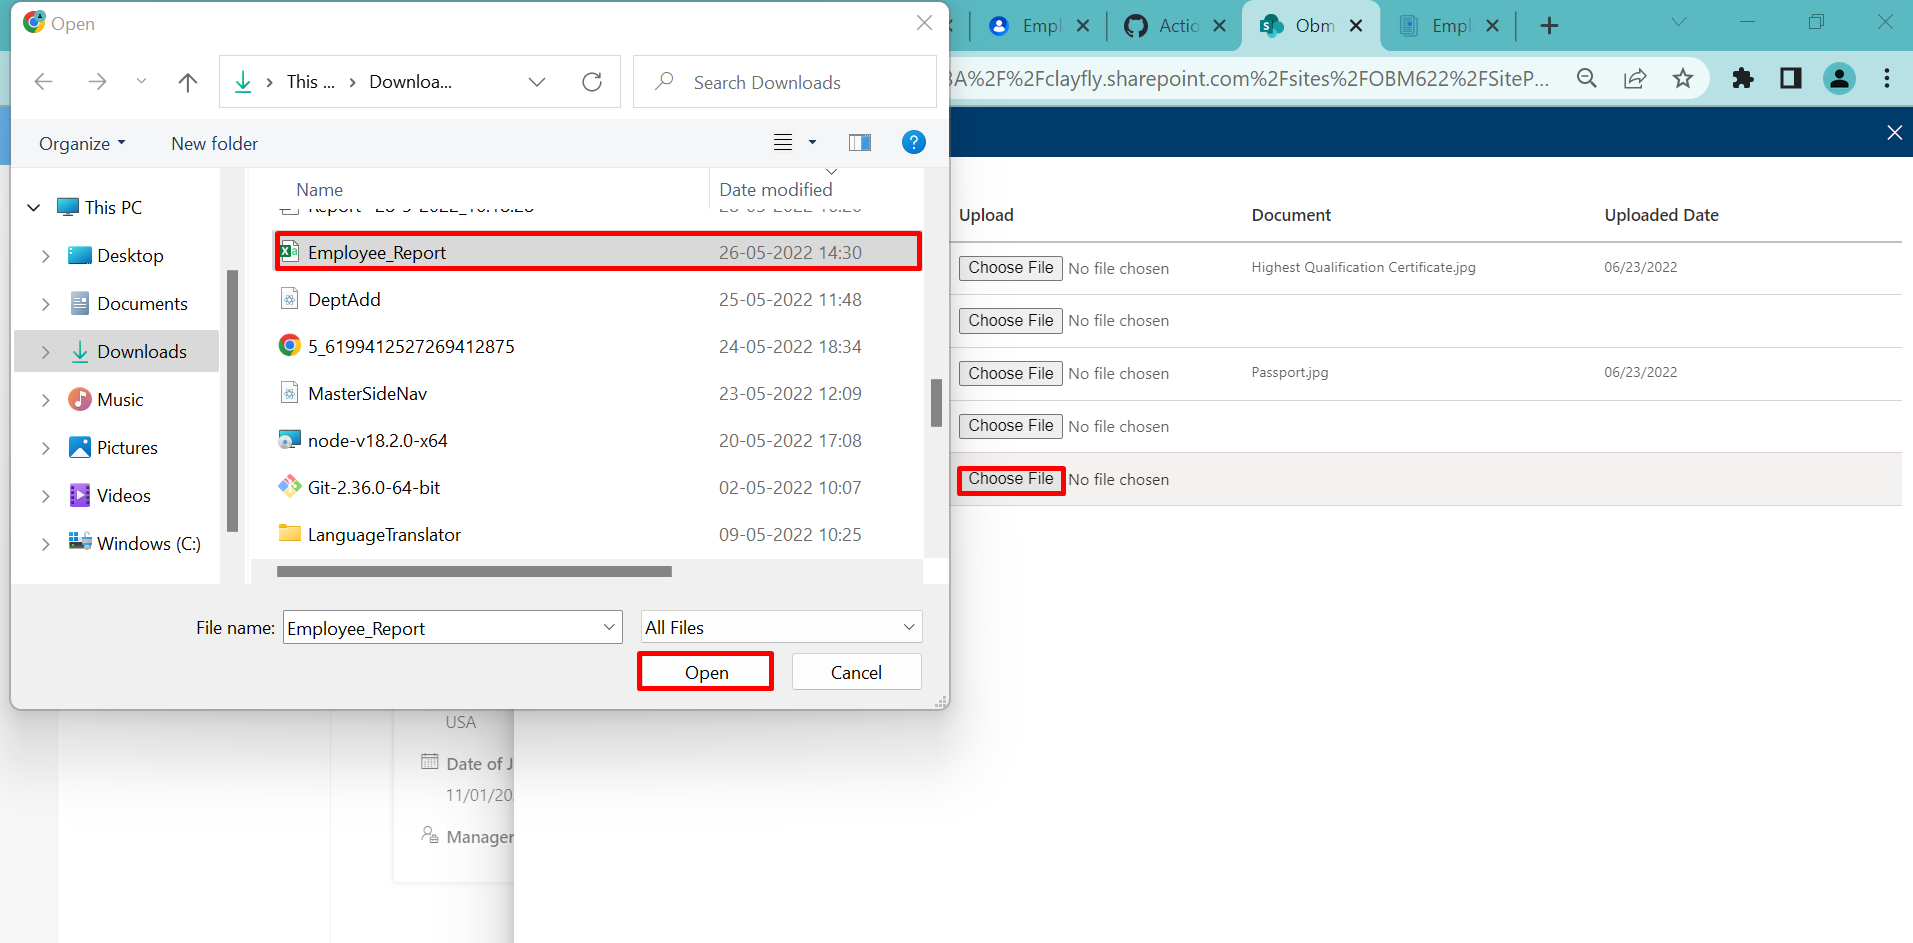 Open
Empl
Actio
Obm
Empl
This ...
Downloa...
Search Downloads
3A%2F%2Fclayfly.sharepoint.com%2Fsites%2FOBM622%2FSiteP...
Organize
New folder
?
Name
Date modified
This PC
Desktop
Documents
Downloads
Music
Pictures
Videos
Windows (C:)
Employee_Report 26-05-2022 14:30
DeptAdd 25-05-2022 11:48
5_6199412527269412875 24-05-2022 18:34
MasterSideNav 23-05-2022 12:09
node-v18.2.0-x64 20-05-2022 17:08
Git-2.36.0-64-bit 02-05-2022 10:07
LanguageTranslator 09-05-2022 10:25
File name: Employee_Report
All Files
Open
Cancel
Upload Document Uploaded Date
Choose File No file chosen Highest Qualification Certificate.jpg 06/23/2022
Choose File No file chosen
Choose File No file chosen Passport.jpg 06/23/2022
Choose File No file chosen
Choose File No file chosen
USA
Date of J
11/01/20
Manager